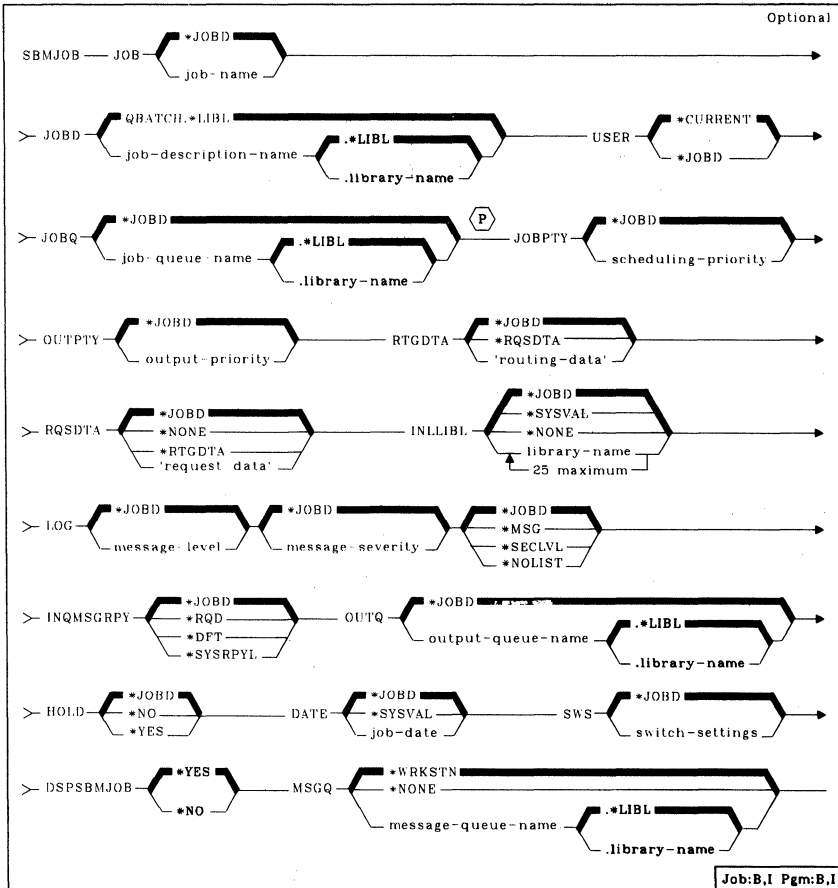 Optional
*JOBD
SBMJOB JOB
job-name
QBATCH.*LIBL *CURRENT
JOBD .*LIBL USER
job-description-name *JOBD
.library-name
*JOBD P *JOBD
JOBQ .*LIBL JOBPTY
job-queue-name scheduling-priority
.library-name
*JOBD *JOBD
OUTPTY RTGDTA *RQSDTA
output-priority 'routing-data'
*JOBD *JOBD
RQSDTA *NONE INLLIBL *SYSVAL
*RTGDTA *NONE
'request data' library-name
25 maximum
*JOBD *JOBD *JOBD
LOG *MSG
message-level message-severity *SECLVL
*NOLIST
*JOBD *JOBD
INQMSGRPY *RQD OUTQ .*LIBL
*DFT output-queue-name
*SYSRPYL .library-name
*JOBD *JOBD *JOBD
HOLD *NO DATE *SYSVAL SWS
*YES job-date switch-settings
*YES *WRKSTN
DSPSBMJOB MSGQ *NONE
*NO .*LIBL
message-queue-name
.library-name
Job:B,I Pgm:B,I